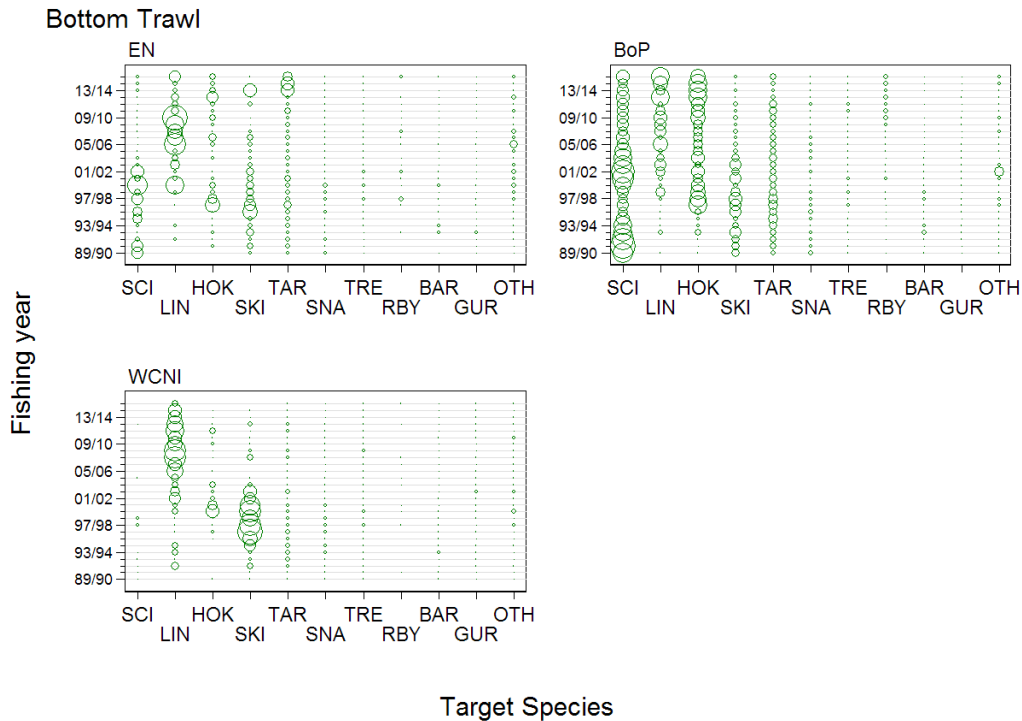 Bottom Trawl
EN
13/14
09/10
05/06
01/02
97/98
93/94
89/90
SCI HOK TAR TRE BAR OTH
LIN SKI SNA RBY GUR
BoP
13/14
09/10
05/06
01/02
97/98
93/94
89/90
SCI HOK TAR TRE BAR OTH
LIN SKI SNA RBY GUR
WCNI
13/14
09/10
05/06
01/02
97/98
93/94
89/90
SCI HOK TAR TRE BAR OTH
LIN SKI SNA RBY GUR
Fishing year
Target Species